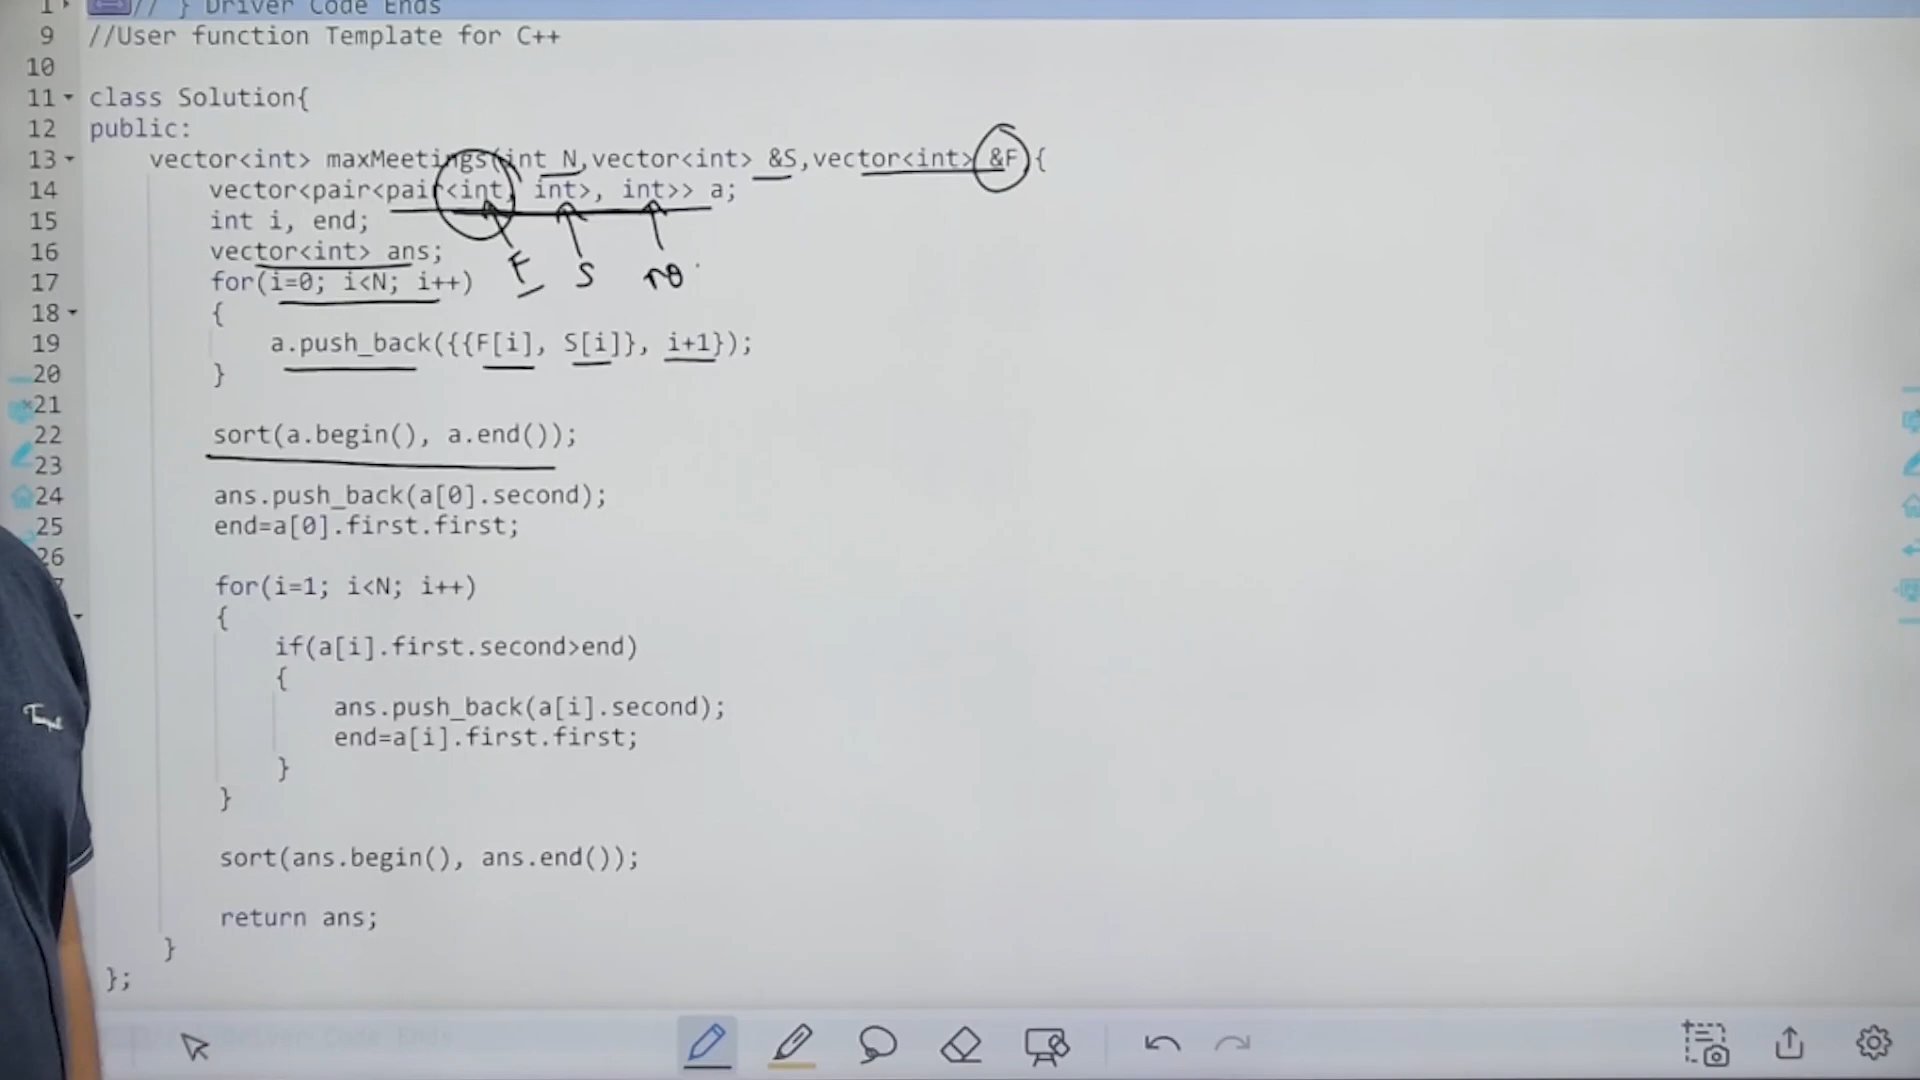 // } Driver Code Ends
9 //User function Template for C++
10
11 class Solution{
12 public:
13 vector<int> maxMeetings(int N,vector<int> &S,vector<int> &F{
14 vector<pair<pair<int, int>, int>> a;
15 int i, end;
16 vector<int> ans;
17 for(i=0; i<N; i++)
F S no
18 {
19 a.push_back({{F[i], S[i]}, i+1});
20 }
21
22 sort(a.begin(), a.end());
23
24 ans.push_back(a[0].second);
25 end=a[0].first.first;
26
for(i=1; i<N; i++)
{
if(a[i].first.second>end)
{
ans.push_back(a[i].second);
end=a[i].first.first;
}
}
sort(ans.begin(), ans.end());
return ans;
}
};